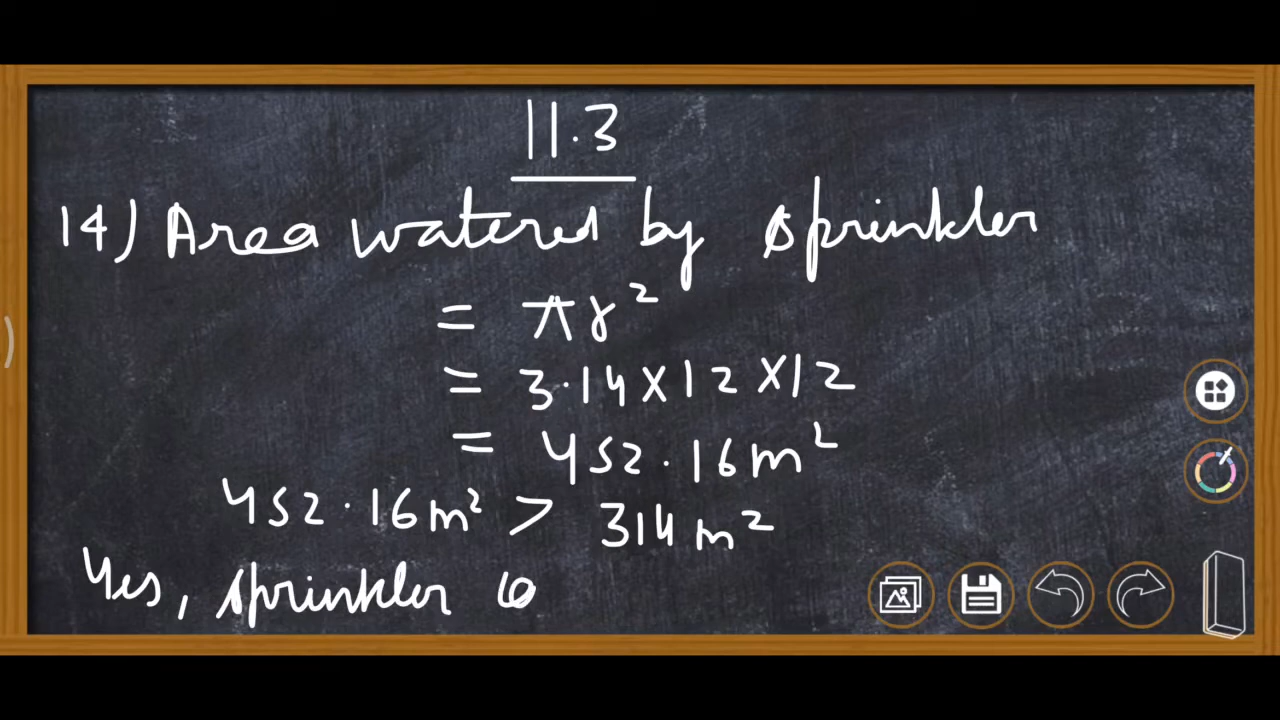 11.3
14) Area watered by sprinkler
= πr²
= 3.14 X 12 X 12
= 452.16 m²
452.16 m² > 314 m²
Yes, sprinkler